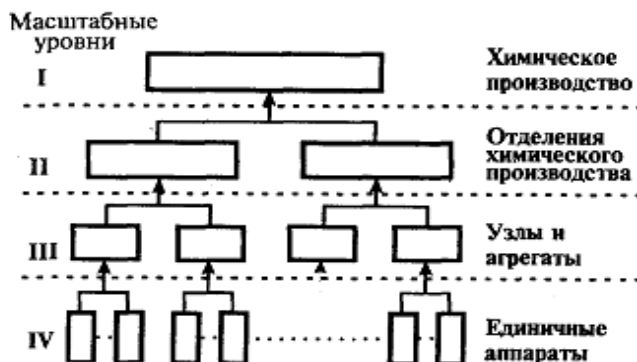 Масштабные
уровни
I
Химическое
производство
II
Отделения
химического
производства
III
Узлы и
агрегаты
IV
Единичные
аппараты